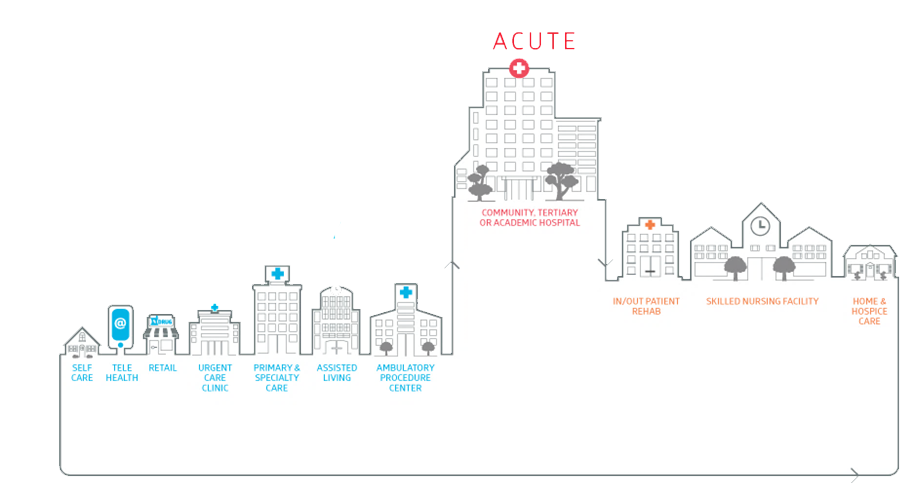 ACUTE
COMMUNITY, TERTIARY
OR ACADEMIC HOSPITAL
IN/OUT PATIENT
REHAB
SKILLED NURSING FACILITY
HOME &
HOSPICE
CARE
@
DRUG
SELF
CARE
TELE
HEALTH
RETAIL
URGENT
CARE
CLINIC
PRIMARY &
SPECIALTY
CARE
ASSISTED
LIVING
AMBULATORY
PROCEDURE
CENTER